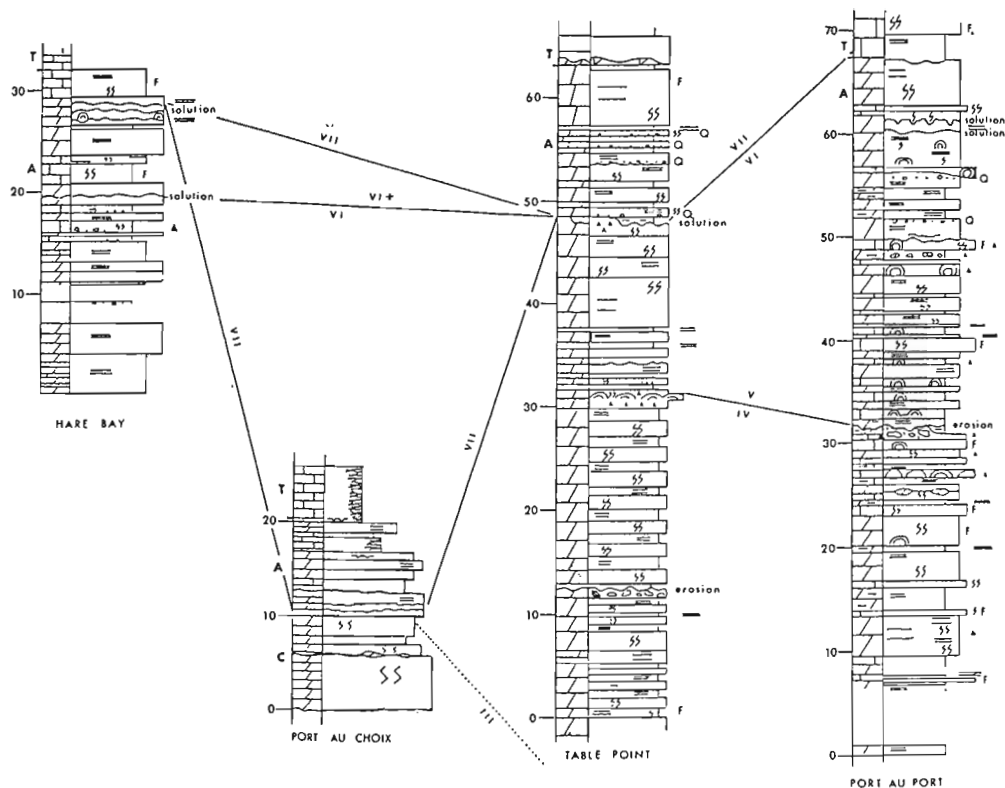 T
30
F
solution
A
F
20
solution
10
HARE BAY
VII
VI +
VI
VII
VII
III
T
20
A
10
C
0
PORT AU CHOIX
T
60
F
Q
A
Q
Q
50
Q
solution
40
30
20
erosion
10
0
F
TABLE POINT
VII
VI
V
IV
70
F
T
A
solution
60
solution
Q
Q
50
F
40
F
erosion
30
F
F
20
F
F
10
F
0
PORT AU PORT